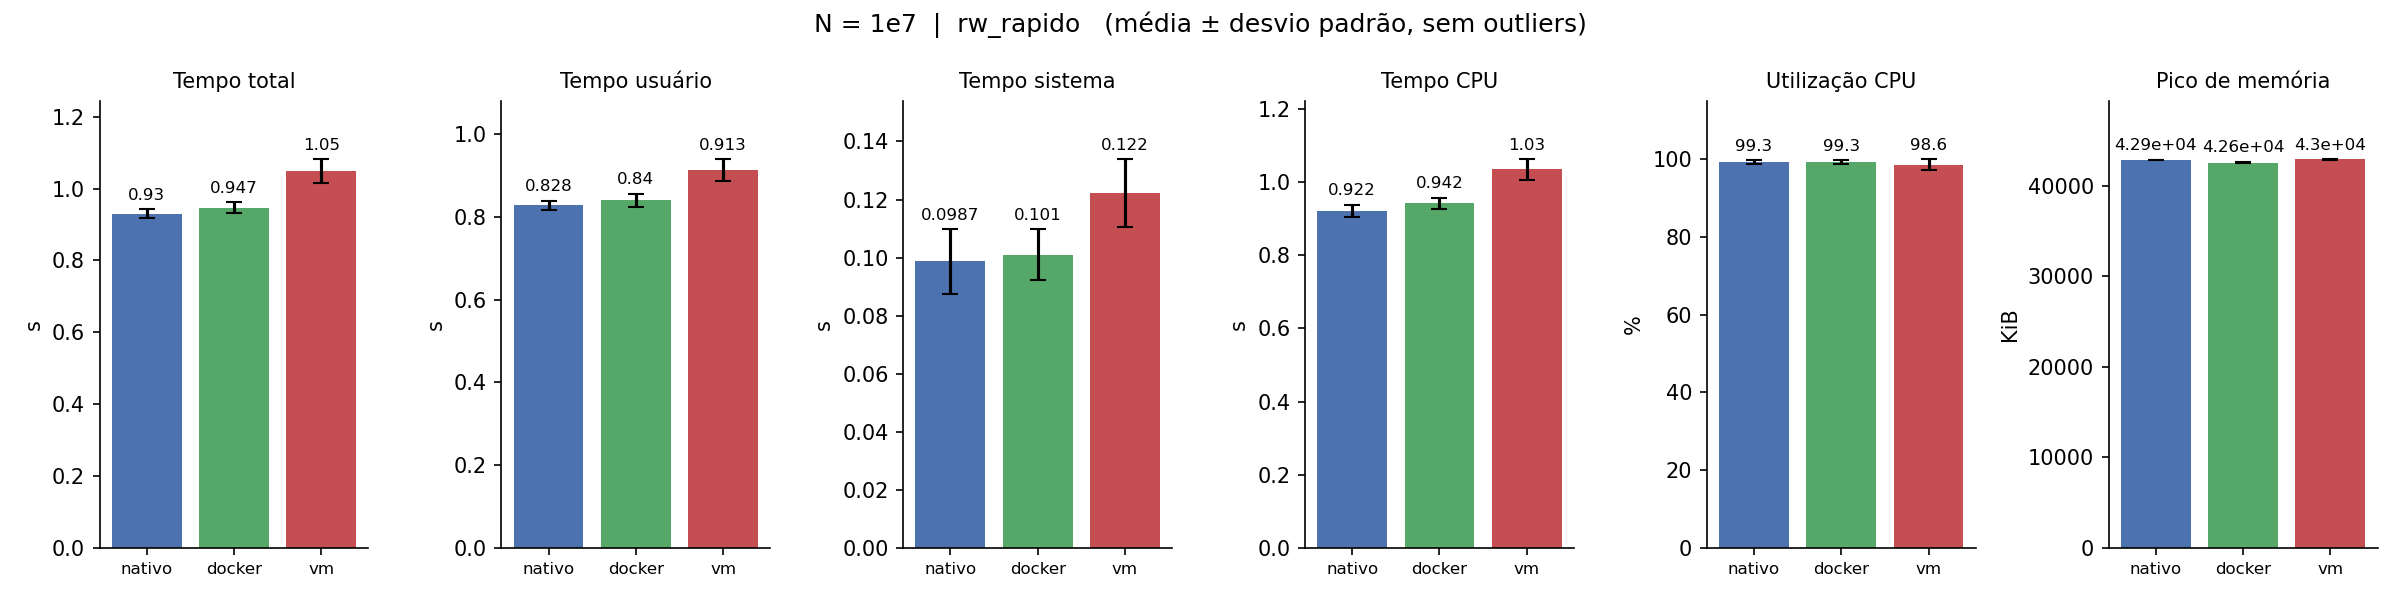 N = 1e7 | rw_rapido (média ± desvio padrão, sem outliers)
Tempo total
s
1.2
1.0
0.8
0.6
0.4
0.2
0.0
0.93
0.947
1.05
nativo docker vm
Tempo usuário
s
1.0
0.8
0.6
0.4
0.2
0.0
0.828
0.84
0.913
nativo docker vm
Tempo sistema
s
0.14
0.12
0.10
0.08
0.06
0.04
0.02
0.00
0.0987
0.101
0.122
nativo docker vm
Tempo CPU
s
1.2
1.0
0.8
0.6
0.4
0.2
0.0
0.922
0.942
1.03
nativo docker vm
Utilização CPU
%
100
80
60
40
20
0
99.3
99.3
98.6
nativo docker vm
Pico de memória
KiB
40000
30000
20000
10000
0
4.29e+04
4.26e+04
4.3e+04
nativo docker vm